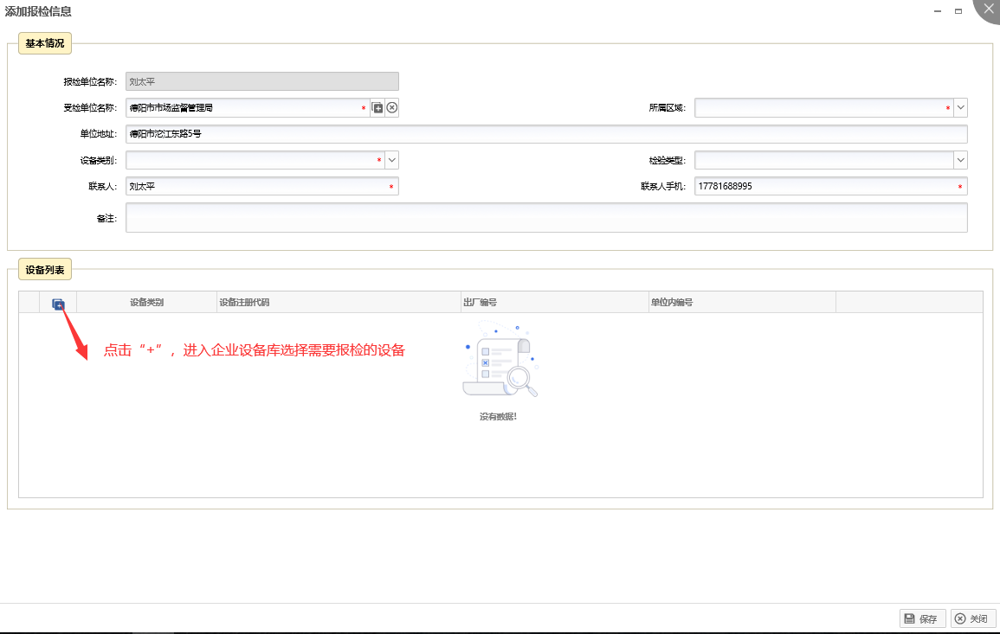 添加报检信息
基本情况
报检单位名称: 刘太平
受检单位名称: 德阳市市场监督管理局 * 所属区域: *
单位地址: 德阳市沱江东路5号
设备类别: * 检验类型:
联系人: 刘太平 * 联系人手机: 17781688995 *
备注:
设备列表
设备类别 设备注册代码 出厂编号 单位内编号
点击“+”，进入企业设备库选择需要报检的设备
没有数据!
保存 关闭